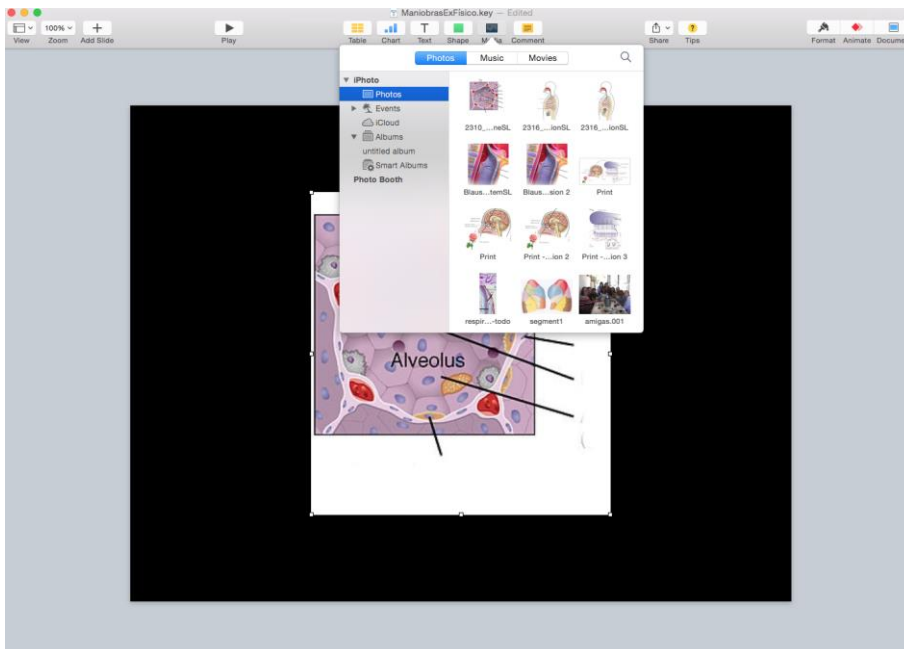 ManiobrasExFísico.key — Edited
100%
View Zoom Add Slide Play Table Chart Text Shape Media Comment Share Tips Format Animate Docume
Photos Music Movies
iPhoto
Photos
Events
iCloud
Albums
untitled album
Smart Albums
Photo Booth
2310_...neSL 2316_...ionSL 2316_...ionSL
Blaus...temSL Blaus...sion 2 Print
Print Print -...ion 2 Print -...ion 3
respir...-todo segment1 amigas.001
Alveolus